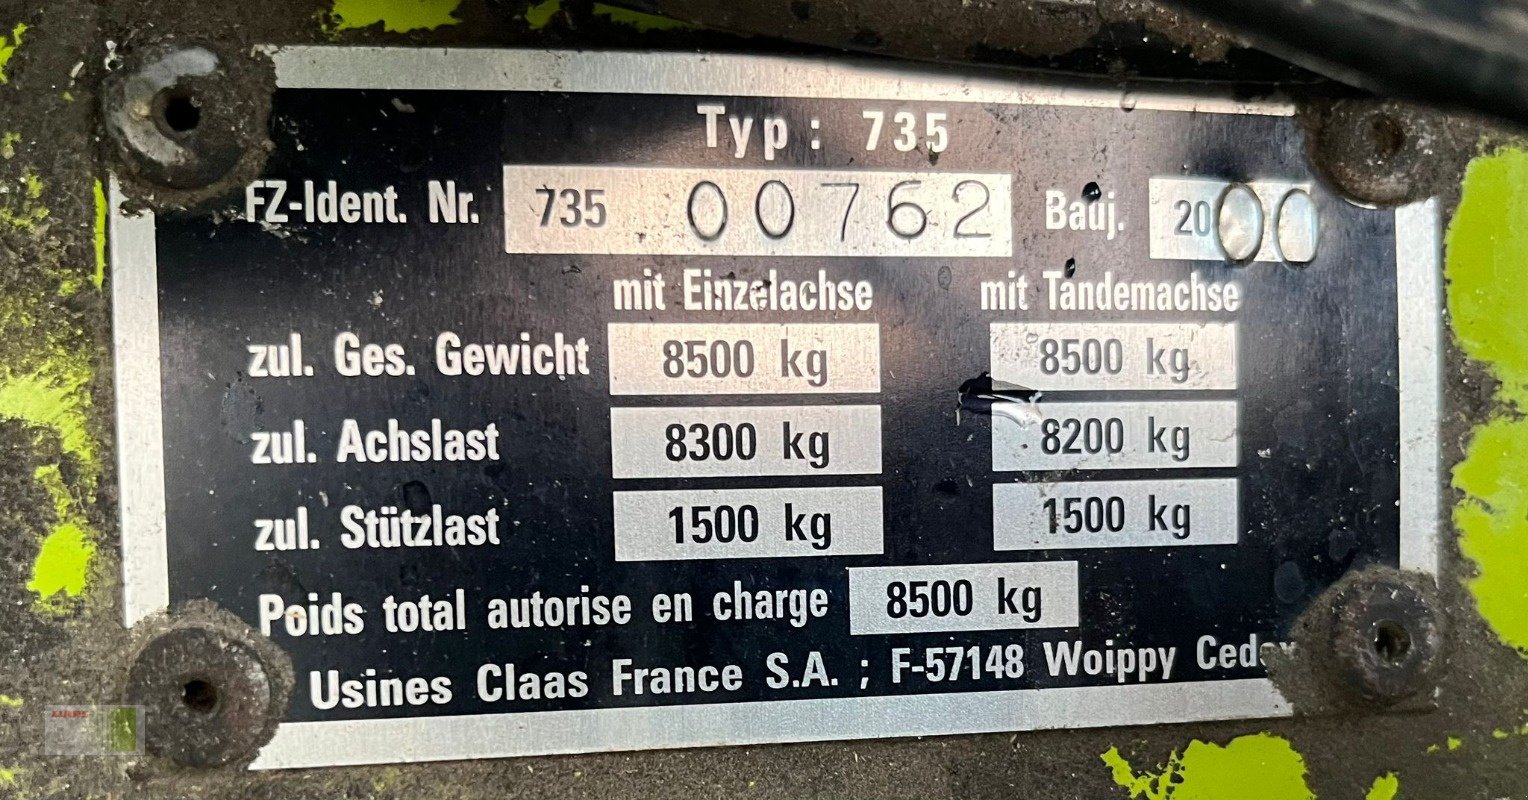 Typ : 735
FZ-Ident. Nr. 735 00762 Bauj. 2000
mit Einzelachse mit Tandemachse
zul. Ges. Gewicht 8500 kg 8500 kg
zul. Achslast 8300 kg 8200 kg
zul. Stützlast 1500 kg 1500 kg
Poids total autorise en charge 8500 kg
Usines Claas France S.A. ; F-57148 Woippy Cedex